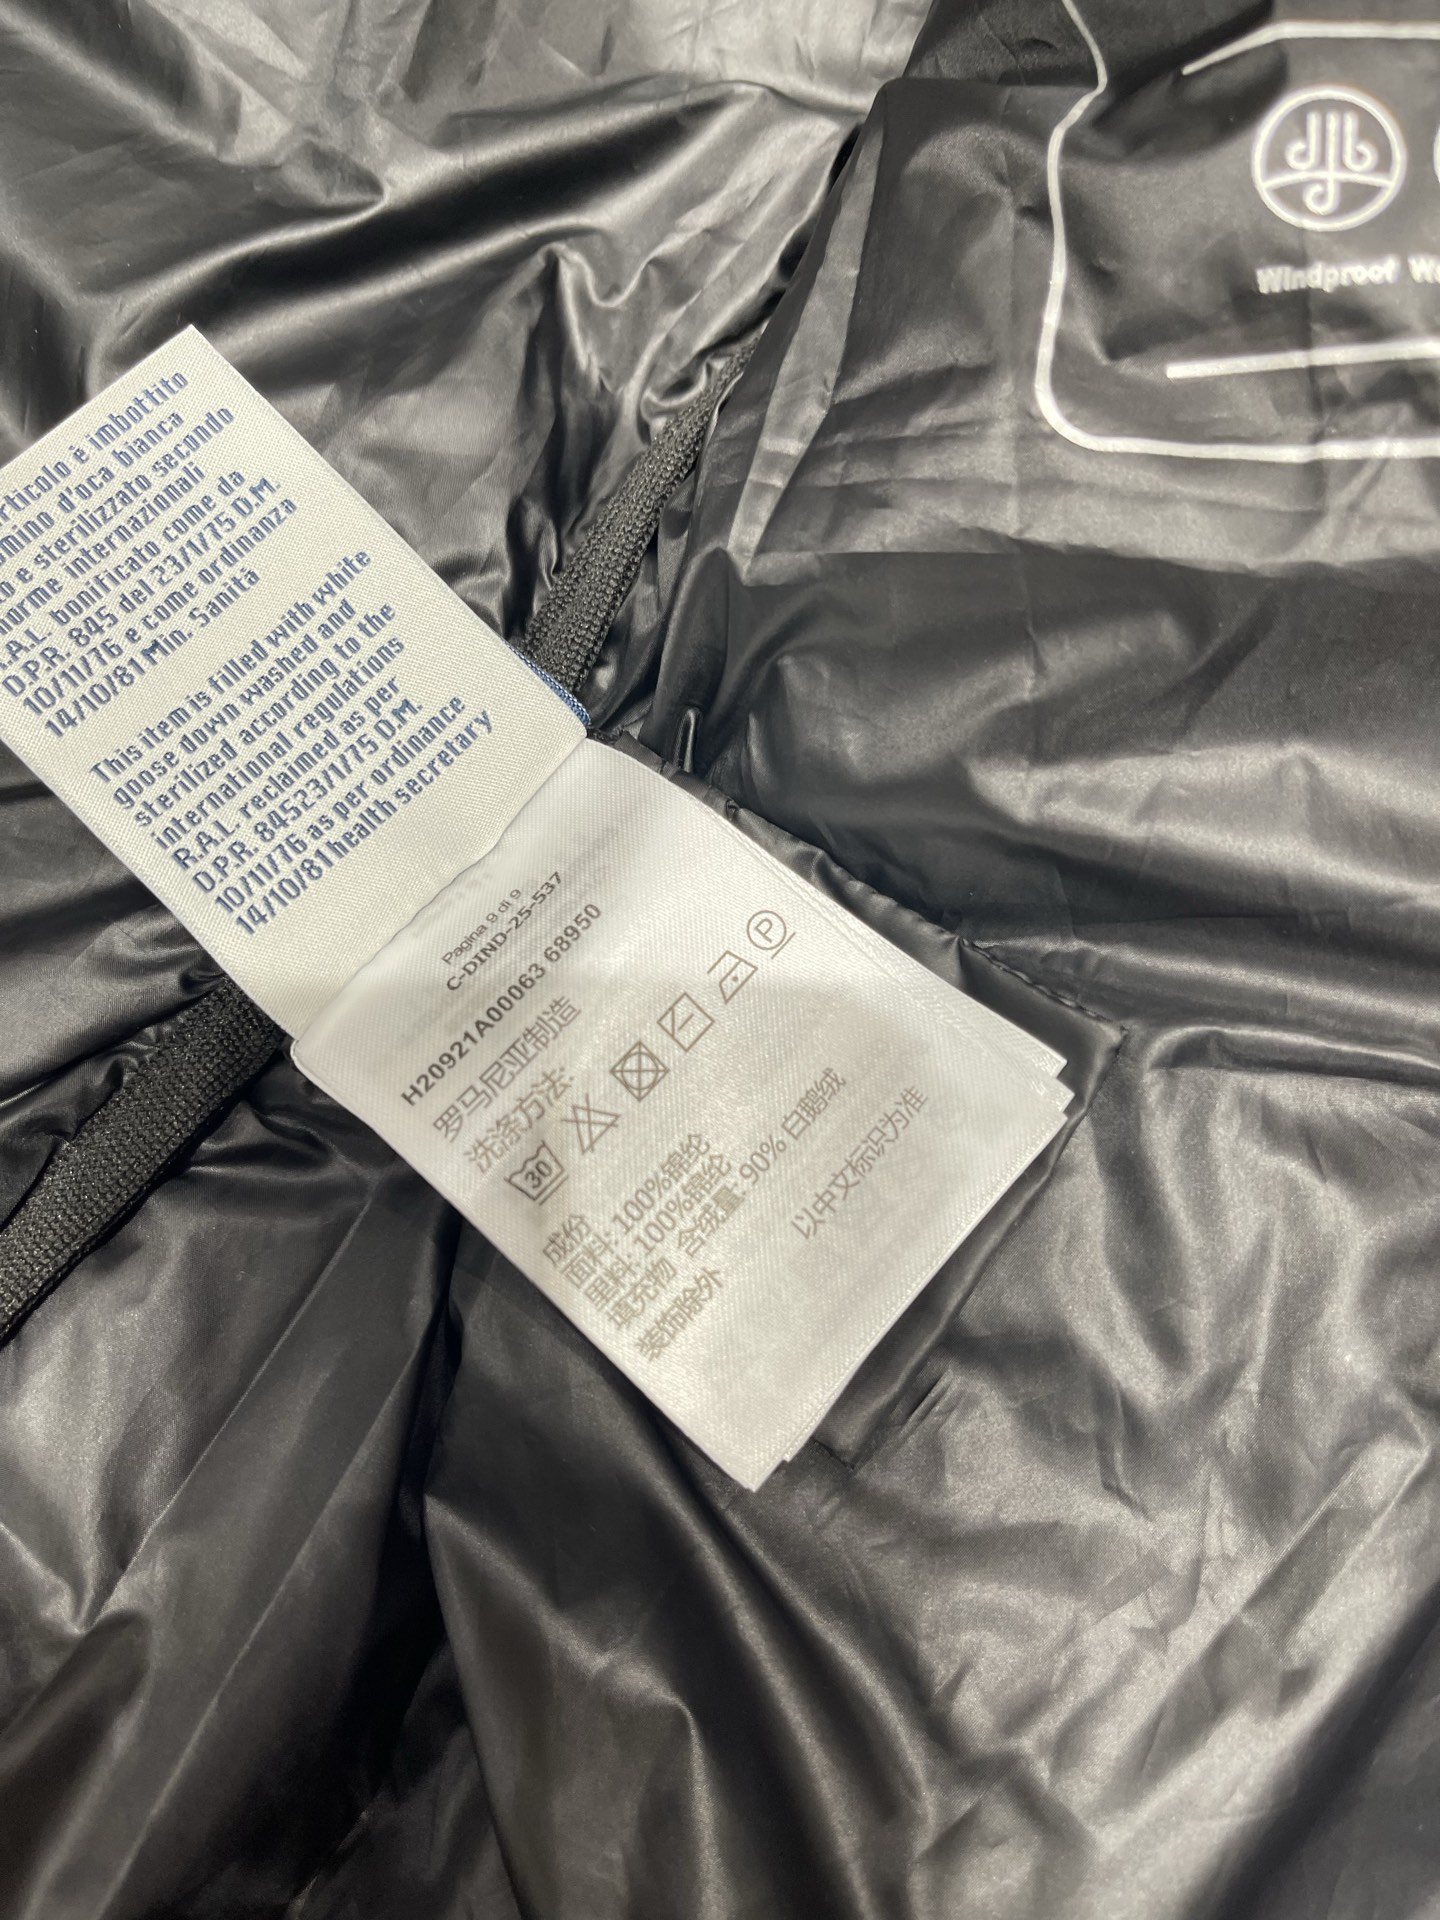 articolo è imbottito
d'oca bianca
e sterilizzato secondo
norme internazionali
R.A.L. bonificato come da
D.P.R. 845 del 23/1/75 D.M.
10/11/76 e come ordinanza
14/10/81 Min. Sanità
This item is filled with white
goose down washed and
sterilized according to the
international regulations
R.A.L. reclaimed as per
D.P.R. 84523/1/75 D.M.
10/11/76 as per ordinance
14/10/81 health secretary
Windproof
Pagina 9 di 9
C-DIND-25-537
H20921A00063 68950
罗马尼亚制造
洗涤方法:
30
P
成份
面料: 100%锦纶
里料: 100%锦纶
填充物 含绒量: 90% 白鹅绒
装饰除外
以中文标识为准